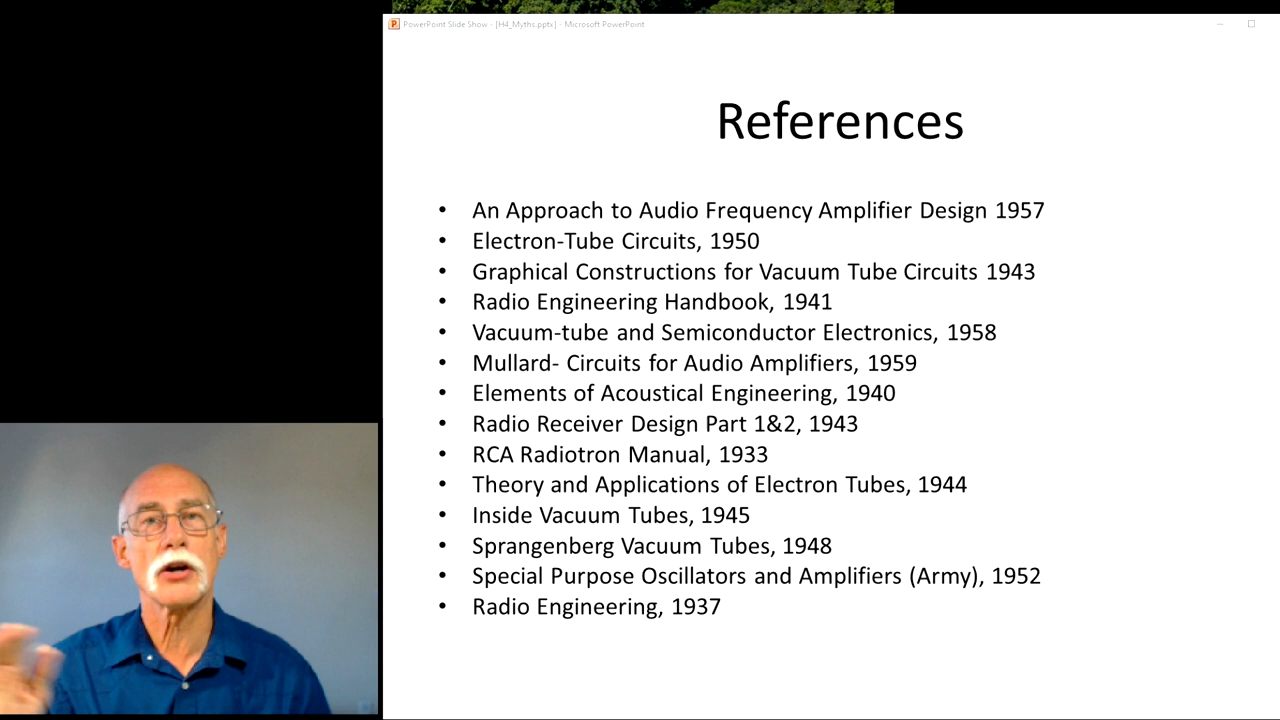 PowerPoint Slide Show - [H4_Myths.pptx] - Microsoft PowerPoint
References
• An Approach to Audio Frequency Amplifier Design 1957
• Electron-Tube Circuits, 1950
• Graphical Constructions for Vacuum Tube Circuits 1943
• Radio Engineering Handbook, 1941
• Vacuum-tube and Semiconductor Electronics, 1958
• Mullard- Circuits for Audio Amplifiers, 1959
• Elements of Acoustical Engineering, 1940
• Radio Receiver Design Part 1&2, 1943
• RCA Radiotron Manual, 1933
• Theory and Applications of Electron Tubes, 1944
• Inside Vacuum Tubes, 1945
• Sprangenberg Vacuum Tubes, 1948
• Special Purpose Oscillators and Amplifiers (Army), 1952
• Radio Engineering, 1937